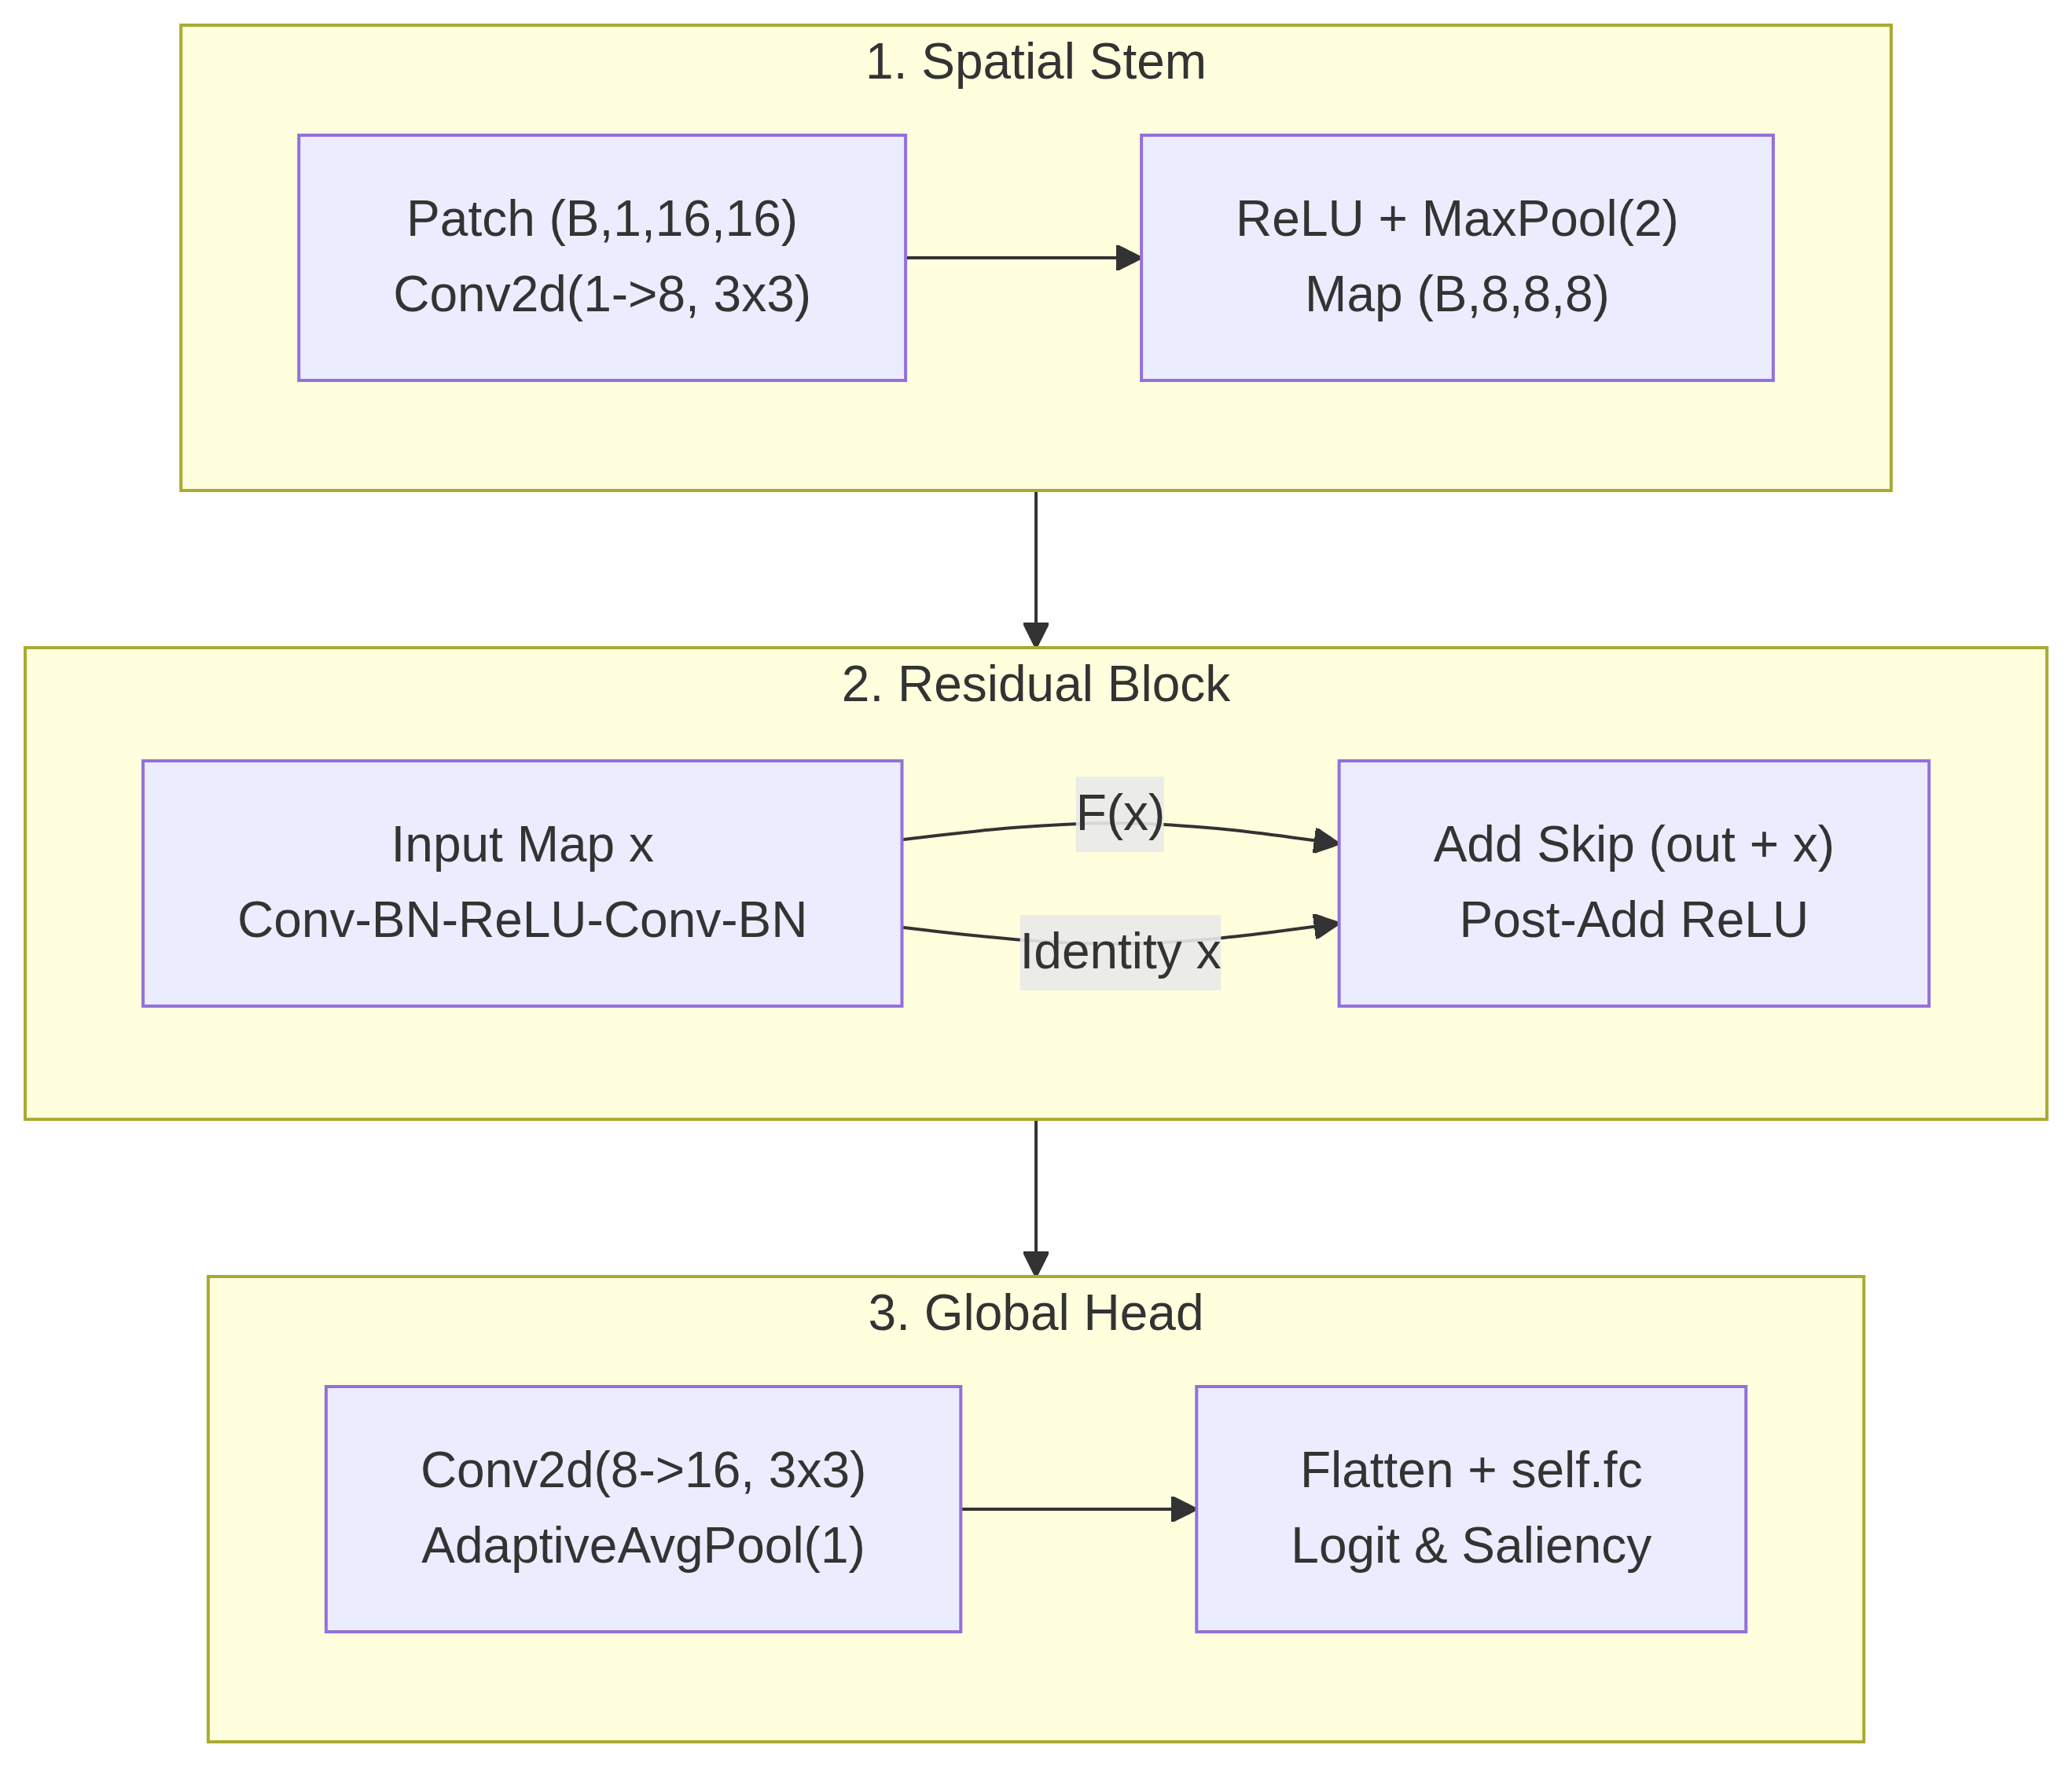 1. Spatial Stem
Patch (B,1,16,16)
Conv2d(1->8, 3x3)
ReLU + MaxPool(2)
Map (B,8,8,8)
2. Residual Block
Input Map x
Conv-BN-ReLU-Conv-BN
F(x)
Identity x
Add Skip (out + x)
Post-Add ReLU
3. Global Head
Conv2d(8->16, 3x3)
AdaptiveAvgPool(1)
Flatten + self.fc
Logit & Saliency